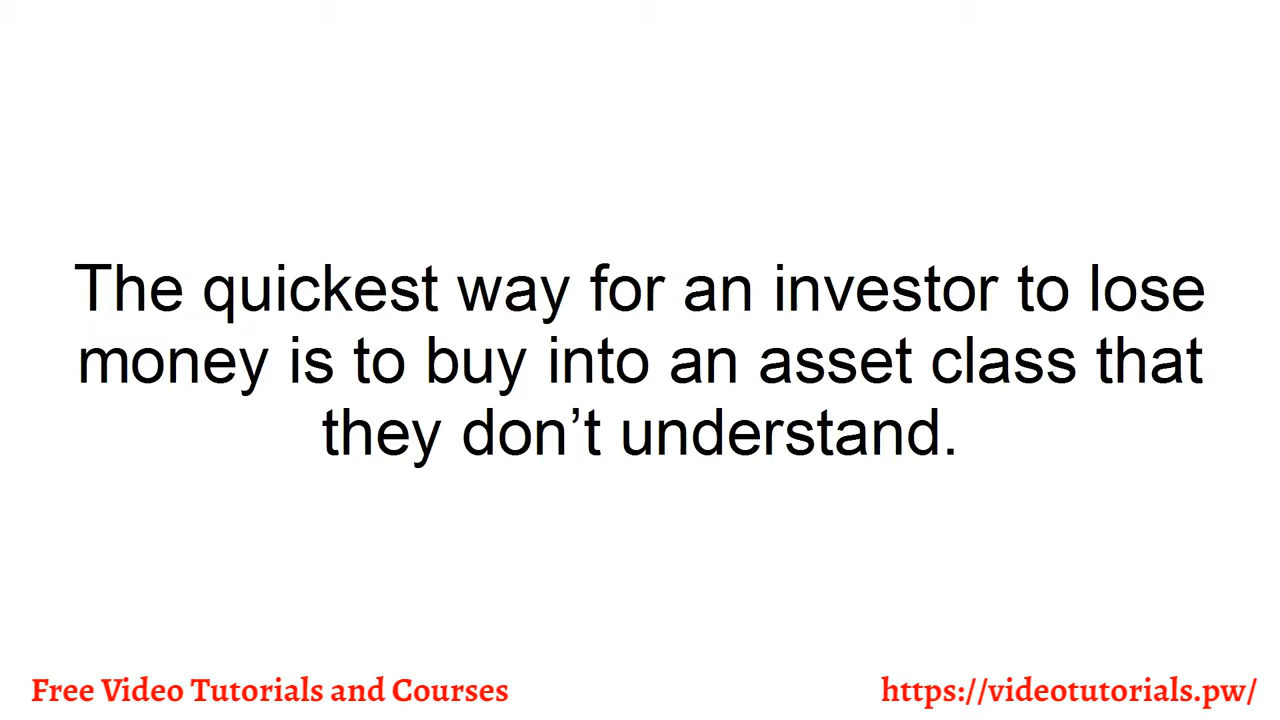 The quickest way for an investor to lose
money is to buy into an asset class that
they don’t understand.
Free Video Tutorials and Courses
https://videotutorials.pw/